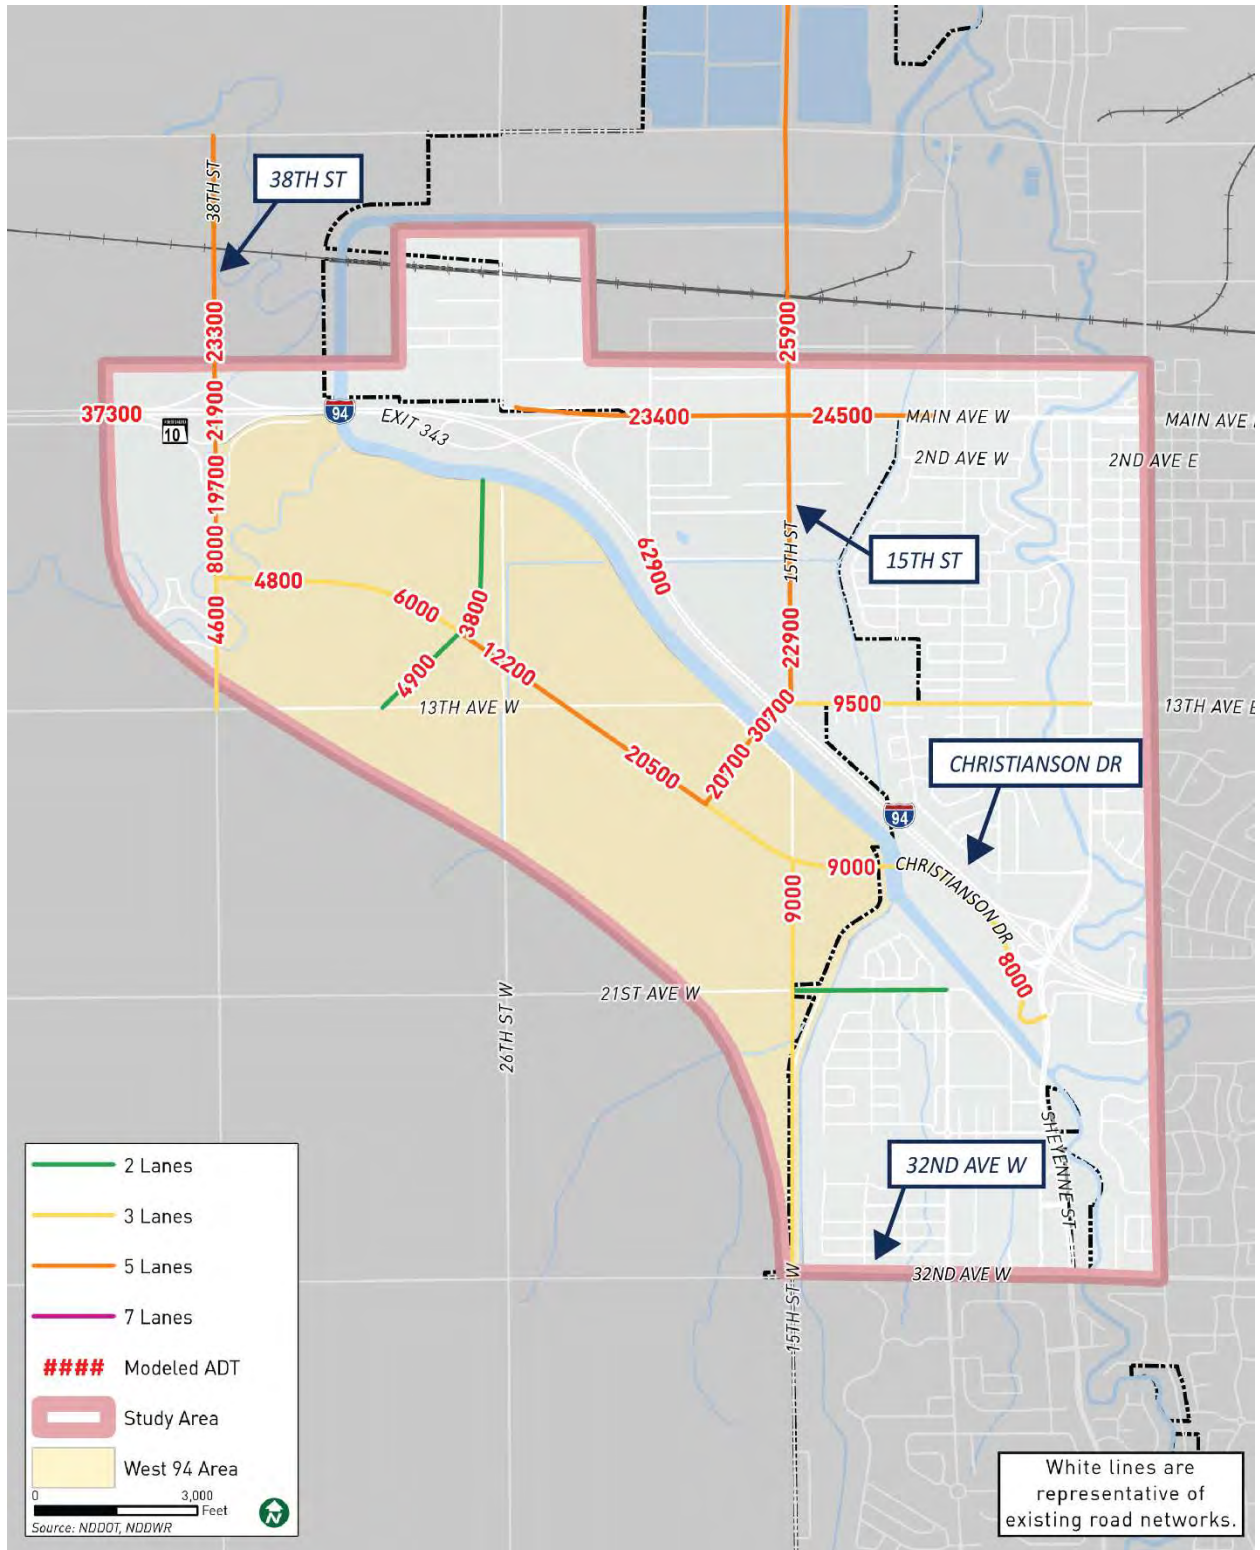 38TH ST
38TH ST
23300
25900
21900
37300
94
10
EXIT 343
23400
24500
MAIN AVE W
MAIN AVE
2ND AVE W
2ND AVE E
19700
15TH ST
15TH ST
62900
8000
4800
6000
3800
4600
4900
12200
22900
13TH AVE W
30700
9500
13TH AVE E
20500
20700
CHRISTIANSON DR
94
9000
CHRISTIANSON DR
9000
8000
21ST AVE W
26TH ST W
SHEYENNE ST
32ND AVE W
32ND AVE W
15TH ST W
2 Lanes
3 Lanes
5 Lanes
7 Lanes
#### Modeled ADT
Study Area
West 94 Area
0 3,000
Feet
N
Source: NDDOT, NDDWR
White lines are
representative of
existing road networks.